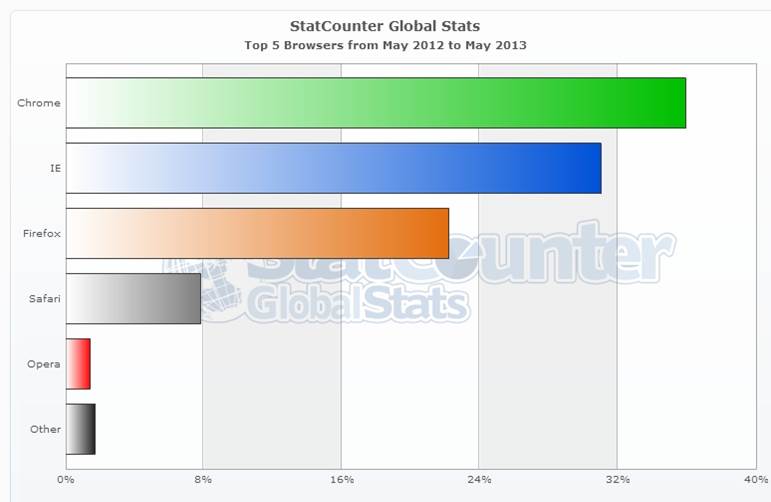 StatCounter Global Stats
Top 5 Browsers from May 2012 to May 2013
Chrome
IE
Firefox
StatCounter
Safari
GlobalStats
Opera
Other
0% 8% 16% 24% 32% 40%